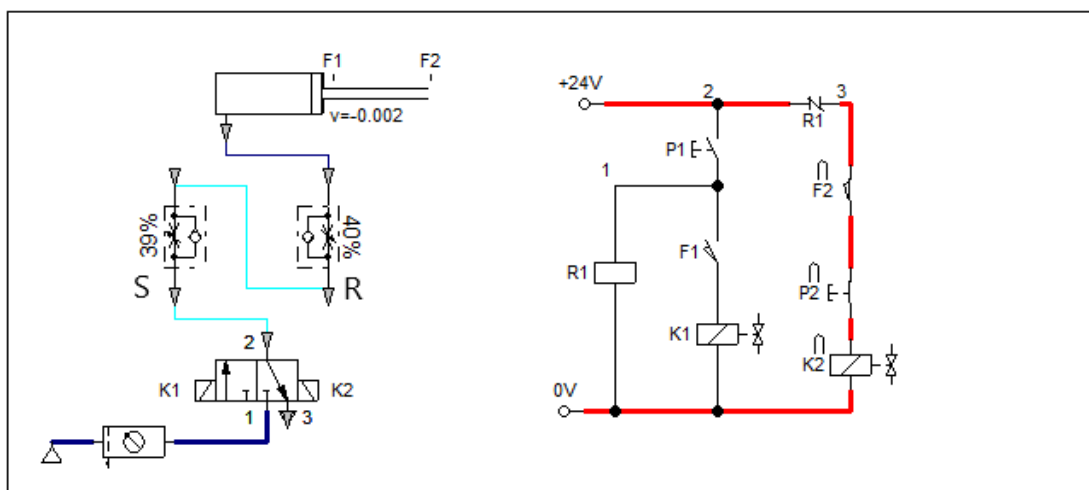 F1 F2
v=-0.002
39%
40%
S R
2
K1 K2
1 3
+24V
2
3
R1
P1
1
F2
F1
R1
P2
K1
K2
0V